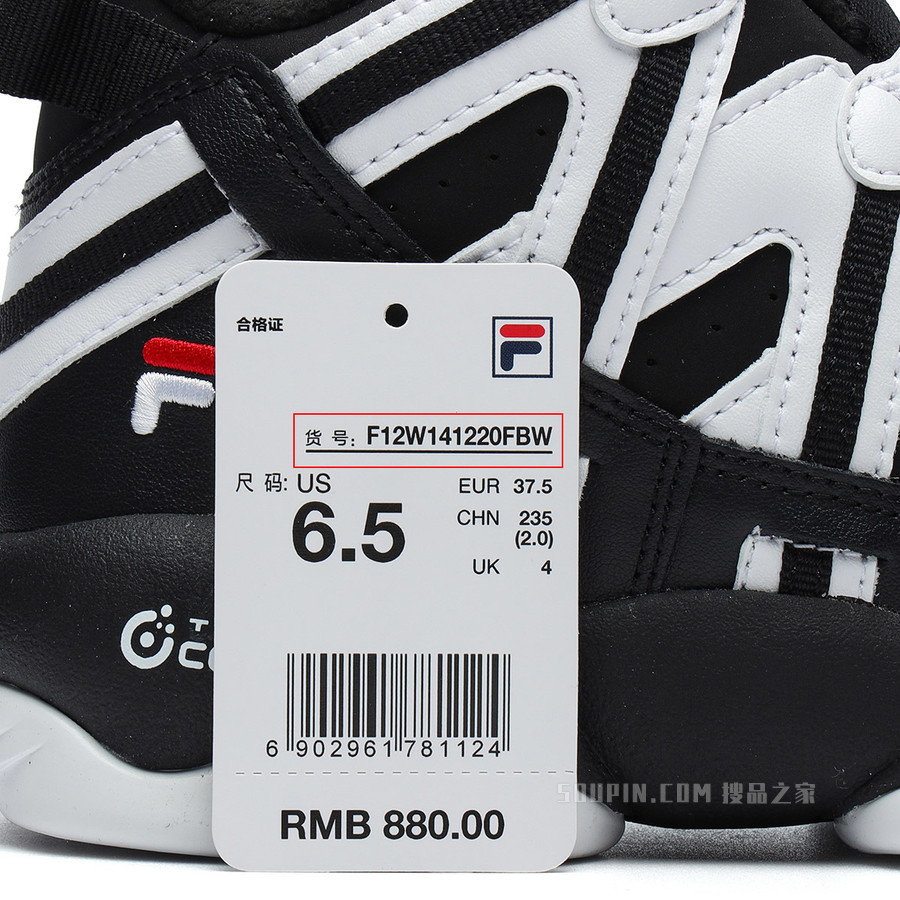 合格证
货 号: F12W141220FBW
尺 码: US
6.5
EUR 37.5
CHN 235
(2.0)
UK 4
6 902961 781124
RMB 880.00
SOUPIN.COM 搜品之家